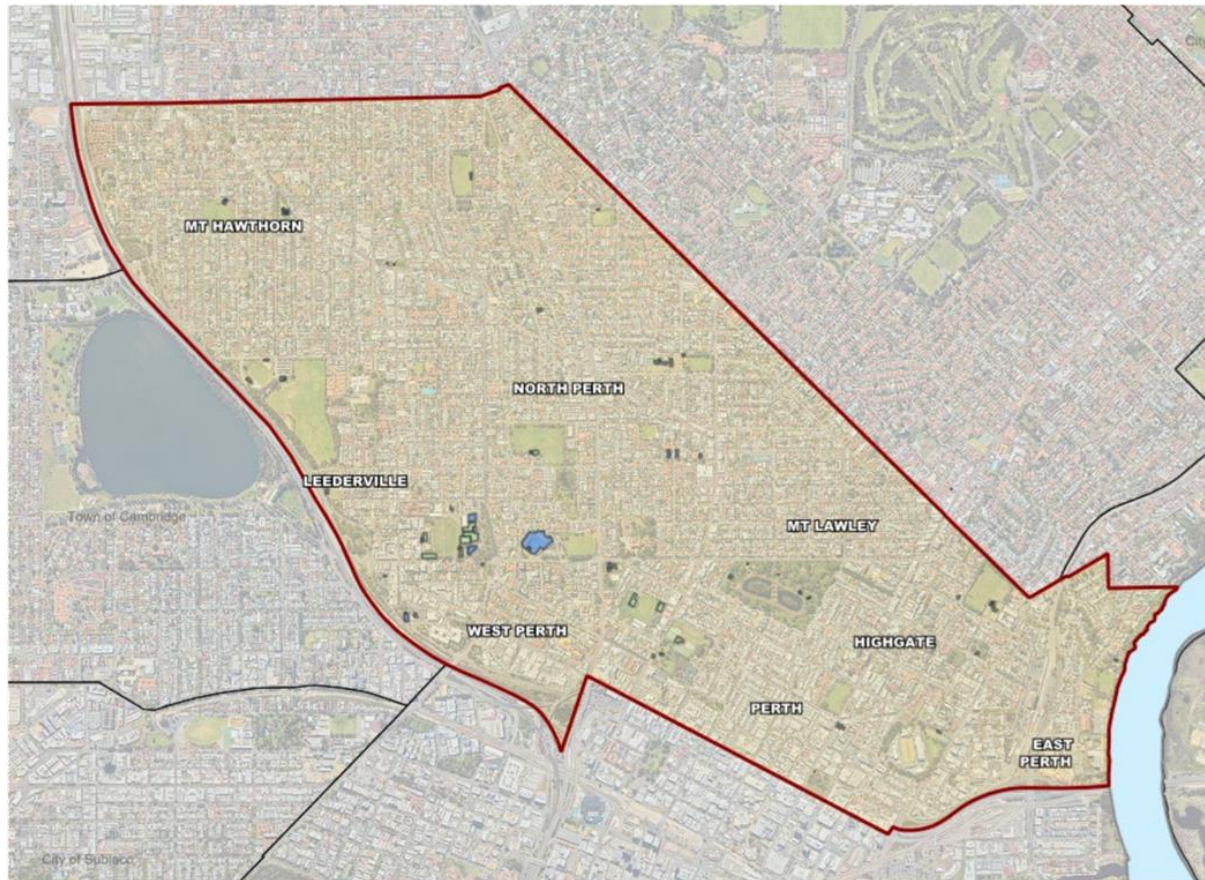 City
MT HAWTHORN
NORTH PERTH
LEEDERVILLE
Town of Cambridge
MT LAWLEY
WEST PERTH
HIGHGATE
PERTH
EAST
PERTH
City of Subiaco